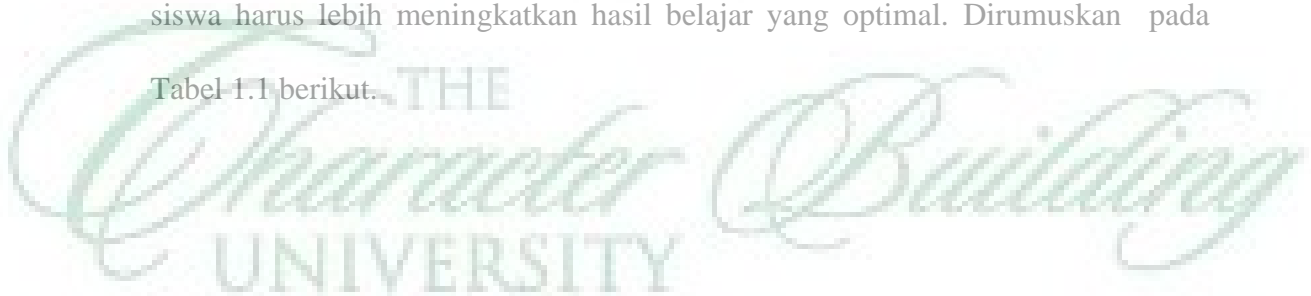 siswa harus lebih meningkatkan hasil belajar yang optimal. Dirumuskan pada
Tabel 1.1 berikut.
THE
Character Building
UNIVERSITY